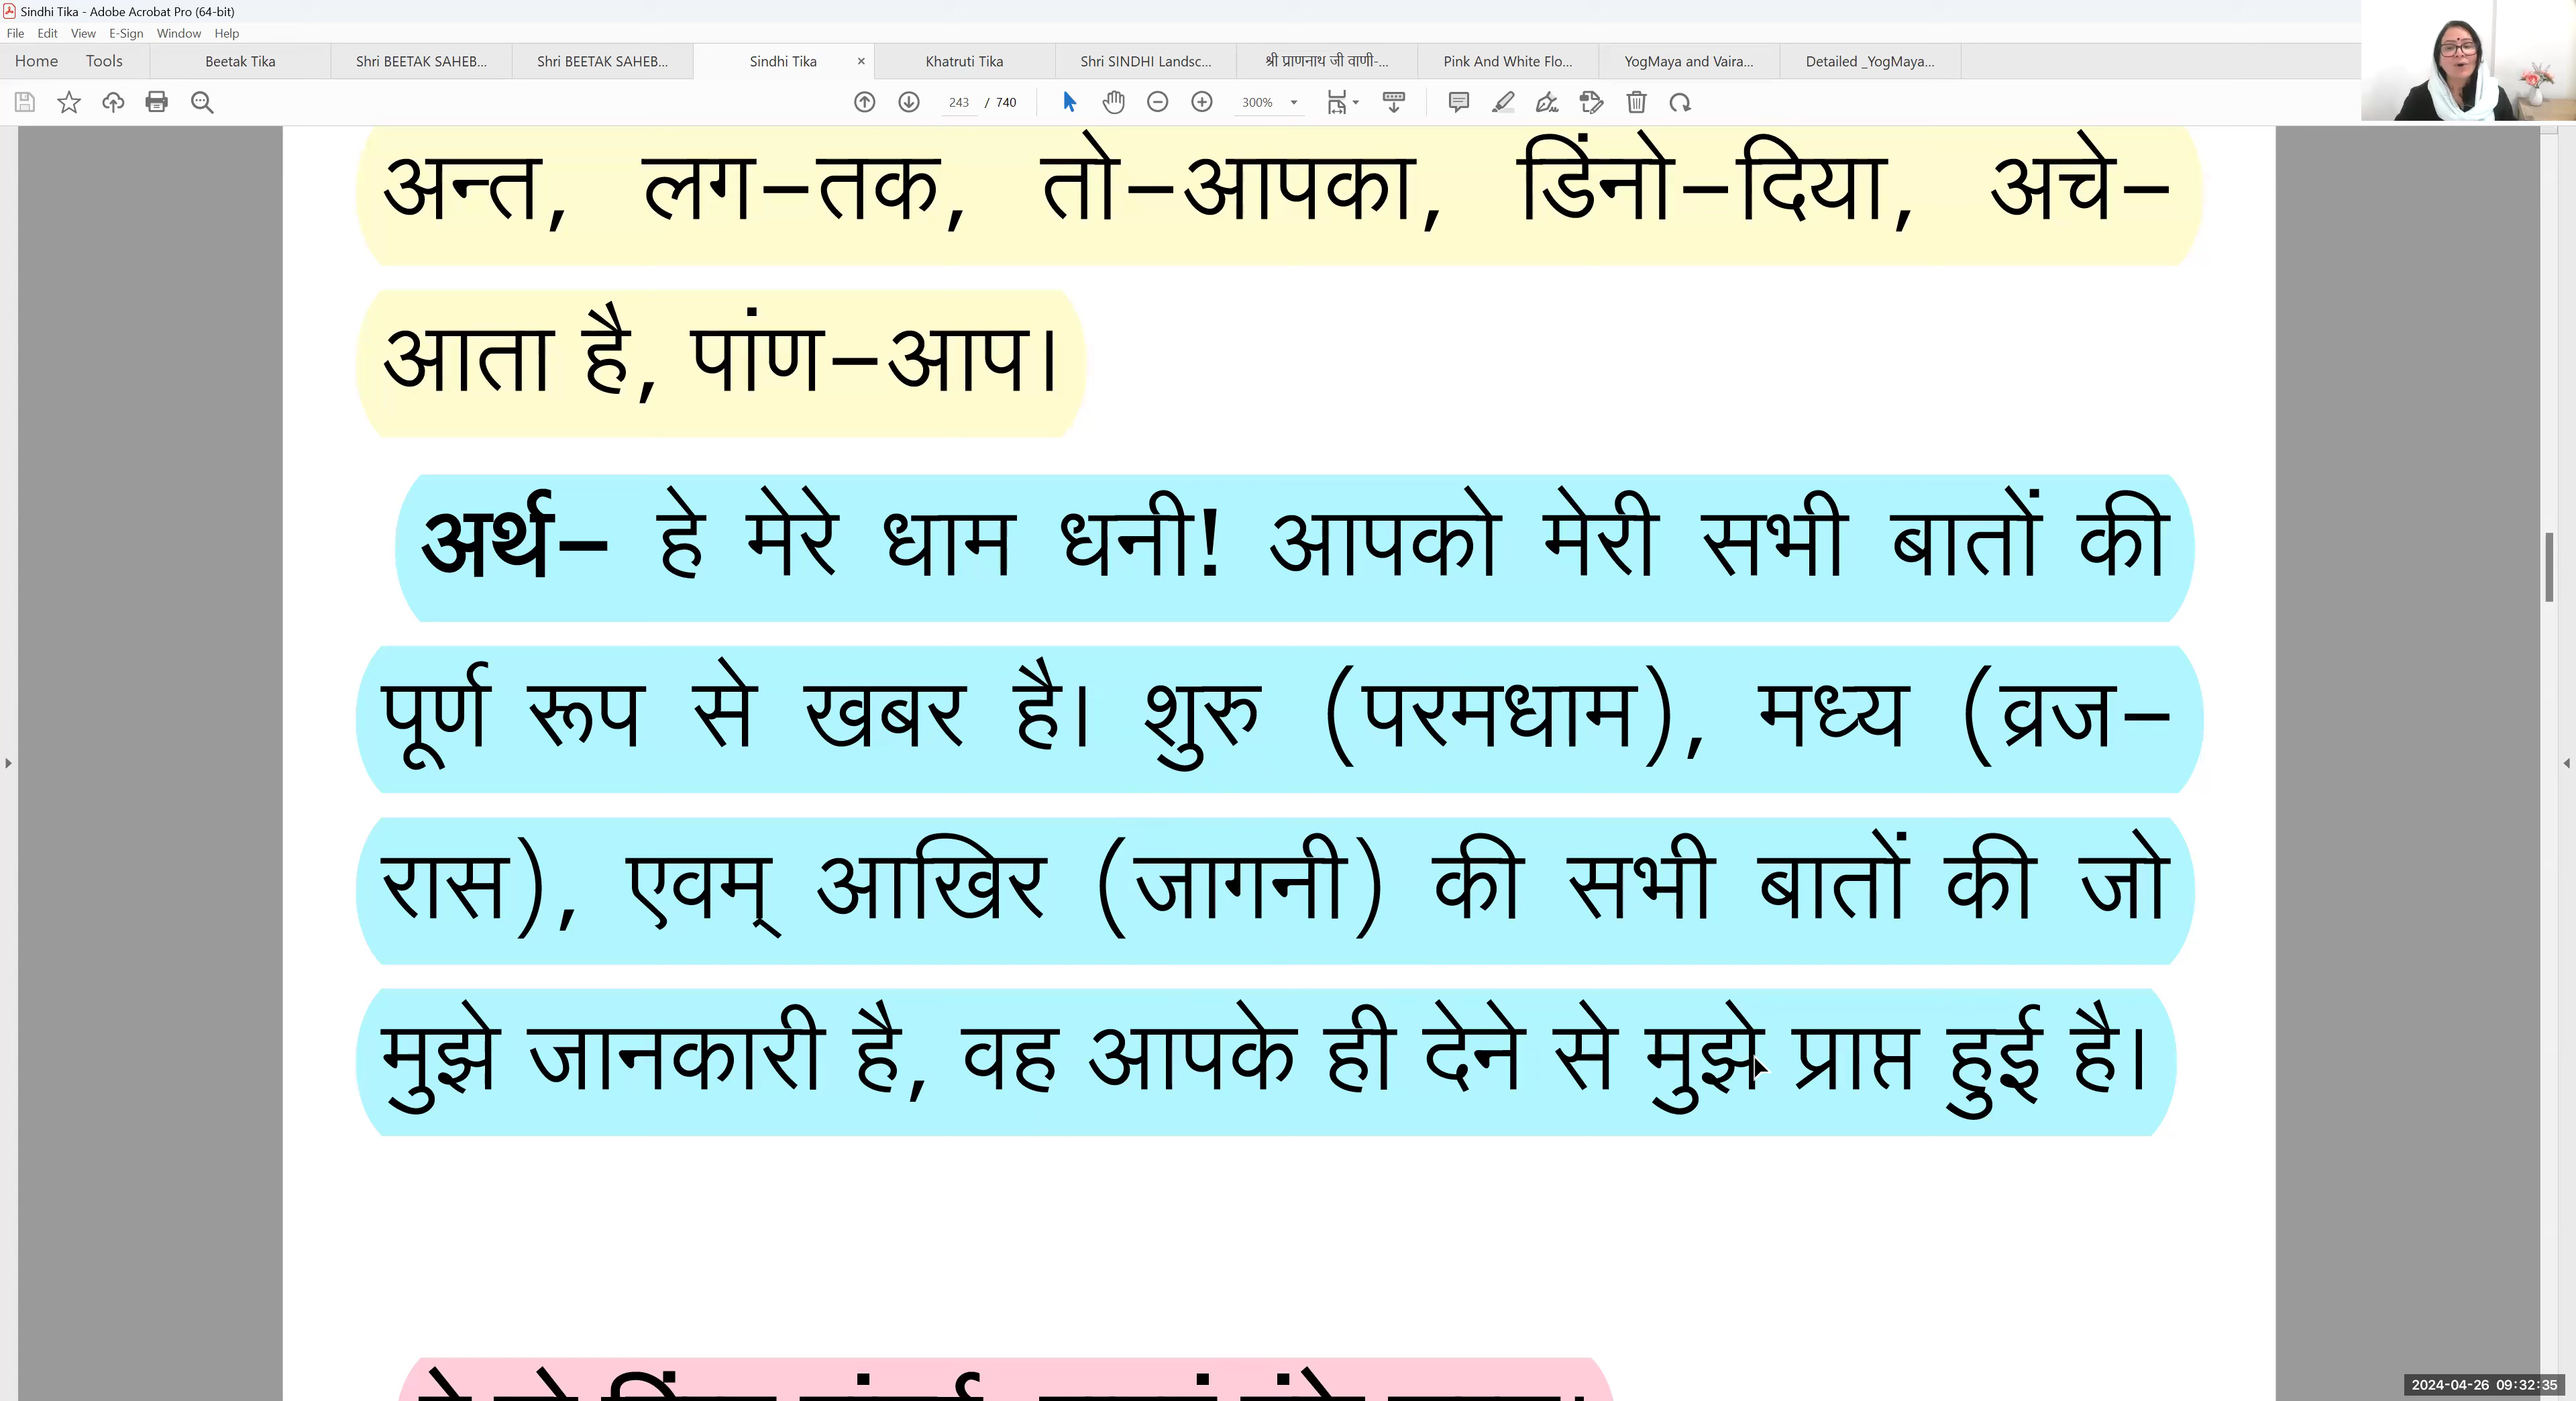 Sindhi Tika - Adobe Acrobat Pro (64-bit)
File Edit View E-Sign Window Help
Home Tools Beetak Tika Shri BEETAK SAHEB... Shri BEETAK SAHEB... Sindhi Tika Khatruti Tika Shri SINDHI Landsc... श्री प्राणनाथ जी वाणी-... Pink And White Flo... YogMaya and Vaira... Detailed _YogMaya...
243 / 740 300%
अन्त, लग–तक, तो–आपका, डिंनो–दिया, अचे–
आता है, पांण–आप।
अर्थ– हे मेरे धाम धनी! आपको मेरी सभी बातों की
पूर्ण रूप से खबर है। शुरु (परमधाम), मध्य (व्रज–
रास), एवम् आखिर (जागनी) की सभी बातों की जो
मुझे जानकारी है, वह आपके ही देने से मुझे प्राप्त हुई है।
2024-04-26 09:32:35